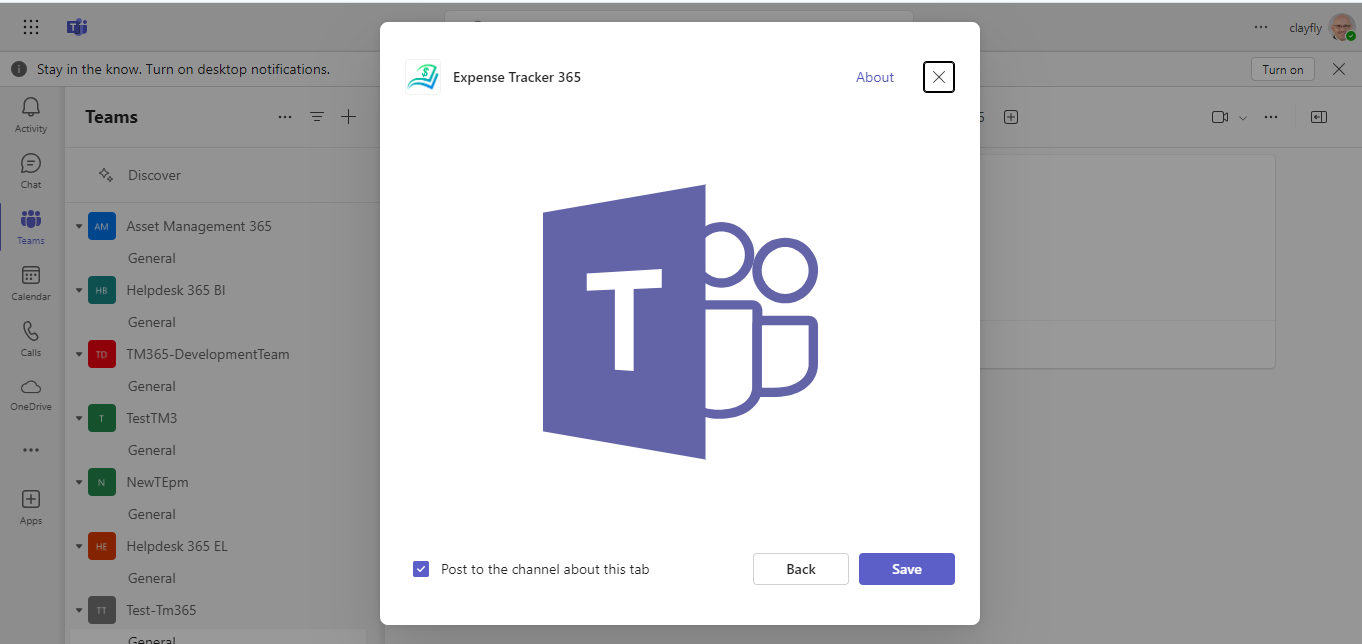 clayfly
Stay in the know. Turn on desktop notifications.
Turn on
Activity
Chat
Teams
Calendar
Calls
OneDrive
Apps
Teams
Discover
AM Asset Management 365
General
HB Helpdesk 365 BI
General
TD TM365-DevelopmentTeam
General
T TestTM3
General
N NewTEpm
General
HE Helpdesk 365 EL
General
TT Test-Tm365
General
Expense Tracker 365
About
T
Post to the channel about this tab
Back
Save